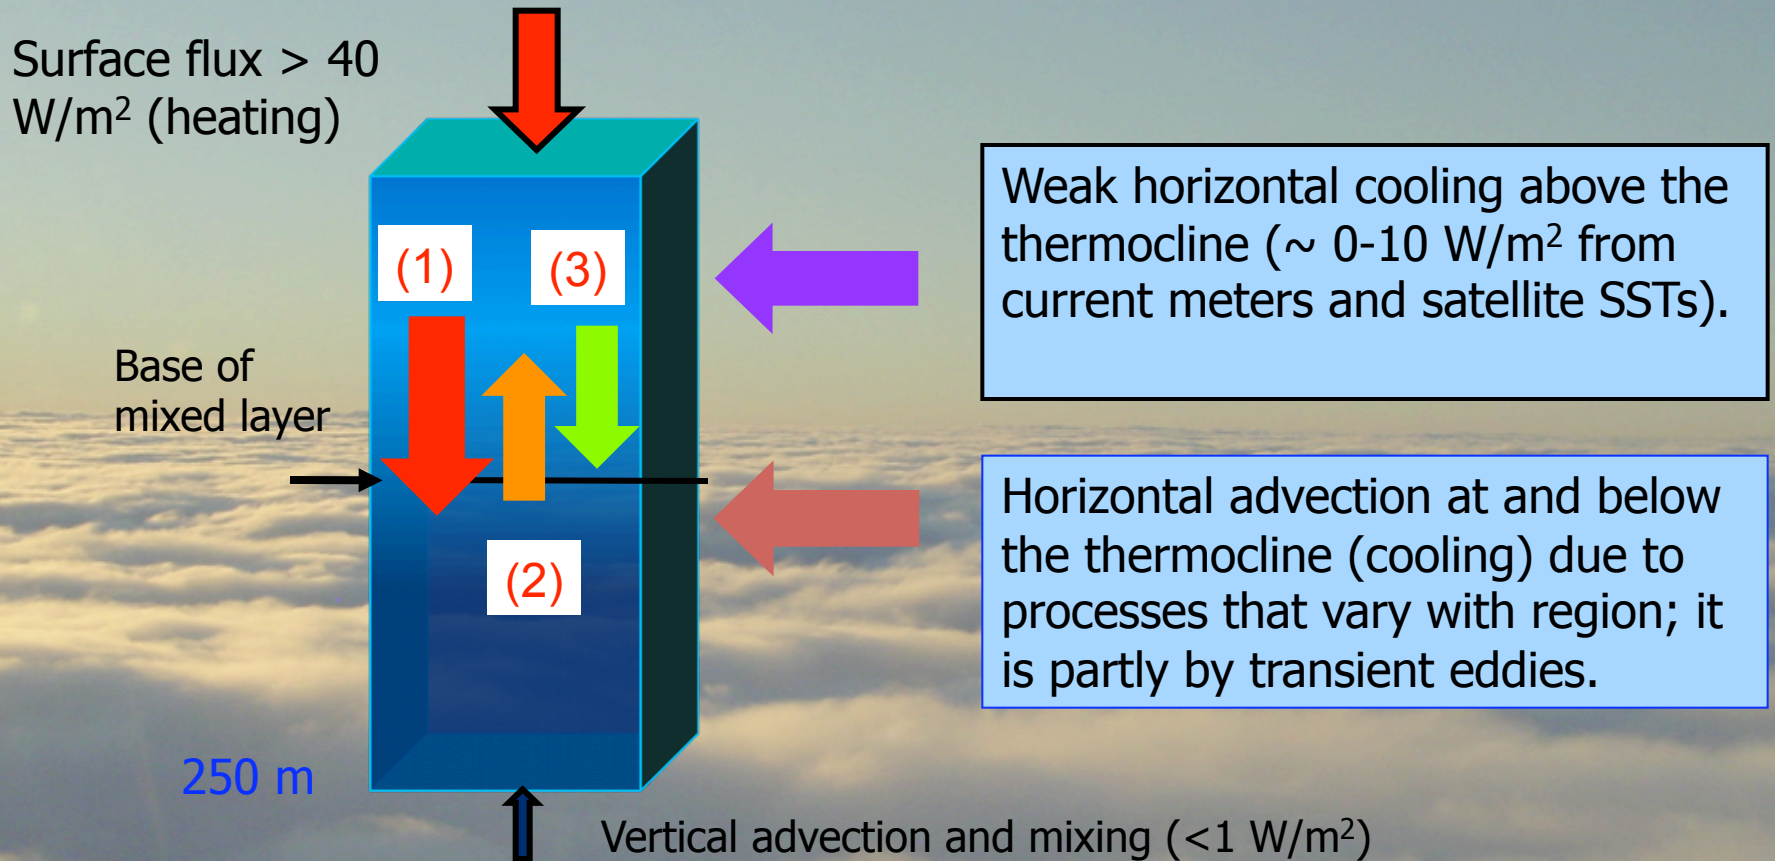 Surface flux > 40
W/m² (heating)
(1)
(3)
Weak horizontal cooling above the
thermocline (~ 0-10 W/m² from
current meters and satellite SSTs).
Base of
mixed layer
Horizontal advection at and below
the thermocline (cooling) due to
processes that vary with region; it
is partly by transient eddies.
(2)
250 m
Vertical advection and mixing (<1 W/m²)